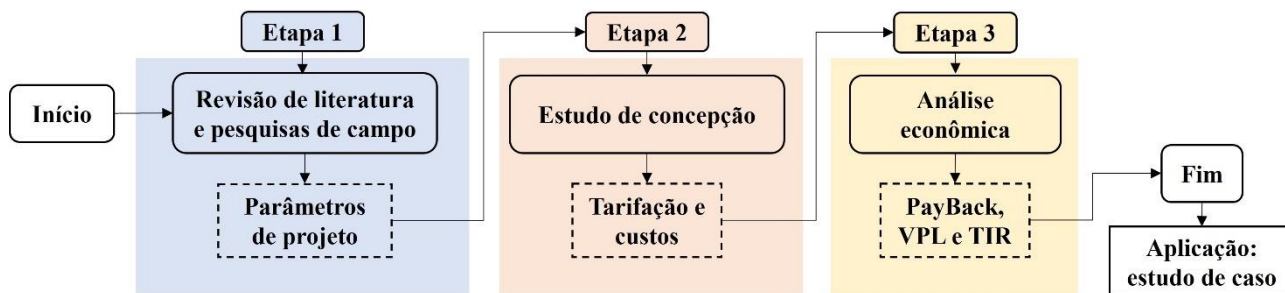 Etapa 1
Etapa 2
Etapa 3
Início
Revisão de literatura
e pesquisas de campo
Estudo de concepção
Análise
econômica
Parâmetros
de projeto
Tarifação e
custos
PayBack,
VPL e TIR
Fim
Aplicação:
estudo de caso